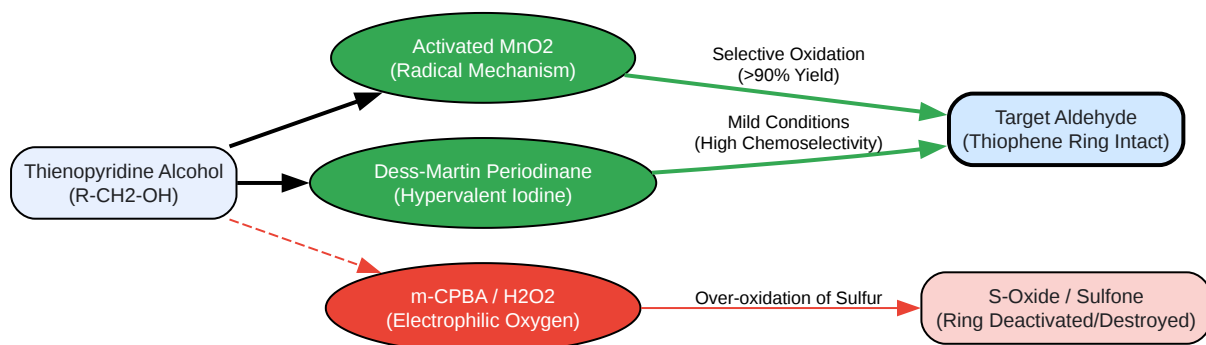 Activated MnO2
(Radical Mechanism)
Selective Oxidation
(>90% Yield)
Target Aldehyde
(Thiophene Ring Intact)
Mild Conditions
(High Chemoselectivity)
Thienopyridine Alcohol
(R-CH2-OH)
Dess-Martin Periodinane
(Hypervalent Iodine)
m-CPBA / H2O2
(Electrophilic Oxygen)
Over-oxidation of Sulfur
S-Oxide / Sulfone
(Ring Deactivated/Destroyed)